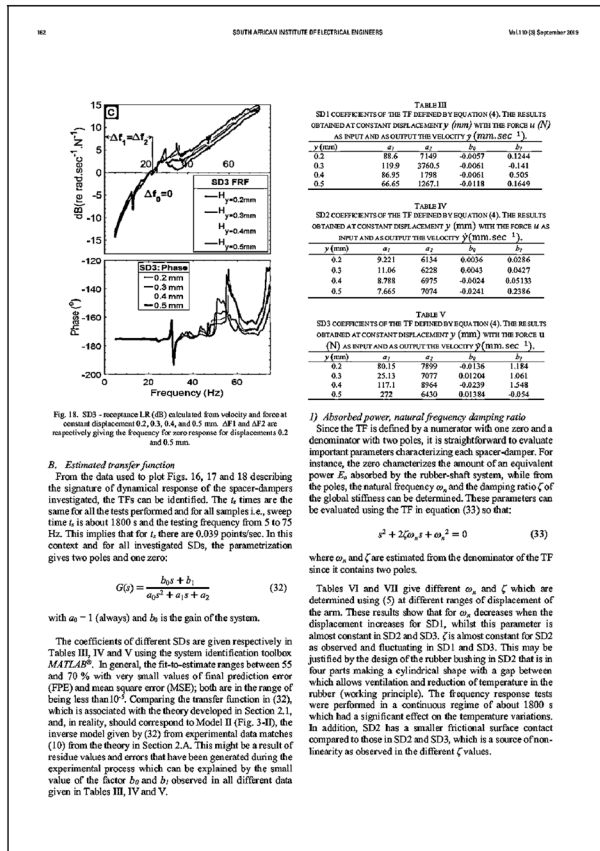 162
SOUTH AFRICAN INSTITUTE OF ELECTRICAL ENGINEERS
Vol.110 (3) September 2019
C
15
10
5
0
-5
-10
-15
dB(re rad.sec⁻¹.N⁻¹)
Δf₁=Δf₂
20
40
60
Δf₀=0
SD3 FRF
H y=0.2mm
H y=0.3mm
H y=0.4mm
H y=0.5mm
-120
-140
-160
-180
-200
Phase (°)
SD3: Phase
0.2 mm
0.3 mm
0.4 mm
0.5 mm
0
20
40
60
Frequency (Hz)
Fig. 18. SD3 - receptance LR (dB) calculated from velocity and force at
constant displacement 0.2, 0.3, 0.4, and 0.5 mm. ΔF1 and ΔF2 are
respectively giving the frequency for zero response for displacements 0.2
and 0.5 mm.
B. Estimated transfer function
From the data used to plot Figs. 16, 17 and 18 describing
the signature of dynamical response of the spacer-dampers
investigated, the TFs can be identified. The tₛ times are the
same for all the tests performed and for all samples i.e., sweep
time tₛ is about 1800 s and the testing frequency from 5 to 75
Hz. This implies that for tₛ there are 0.039 points/sec. In this
context and for all investigated SDs, the parametrization
gives two poles and one zero:
G(s) = (b₀s + b₁) / (a₀s² + a₁s + a₂) (32)
with a₀ = 1 (always) and b₀ is the gain of the system.
The coefficients of different SDs are given respectively in
Tables III, IV and V using the system identification toolbox
MATLAB®. In general, the fit-to-estimate ranges between 55
and 70 % with very small values of final prediction error
(FPE) and mean square error (MSE); both are in the range of
being less than 10⁻³. Comparing the transfer function in (32),
which is associated with the theory developed in Section 2.1,
and, in reality, should correspond to Model II (Fig. 3-II), the
inverse model given by (32) from experimental data matches
(10) from the theory in Section 2.A. This might be a result of
residue values and errors that have been generated during the
experimental process which can be explained by the small
value of the factor b₀ and b₁ observed in all different data
given in Tables III, IV and V.
TABLE III
SD1 COEFFICIENTS OF THE TF DEFINED BY EQUATION (4). THE RESULTS
OBTAINED AT CONSTANT DISPLACEMENT y (mm) WITH THE FORCE u (N)
AS INPUT AND AS OUTPUT THE VELOCITY ẏ (mm.sec⁻¹).
y (mm) a₁ a₂ b₀ b₁
0.2 88.6 7149 -0.0057 0.1244
0.3 119.9 3760.5 -0.0061 -0.141
0.4 86.95 1798 -0.0061 0.505
0.5 66.65 1267.1 -0.0118 0.1649
TABLE IV
SD2 COEFFICIENTS OF THE TF DEFINED BY EQUATION (4). THE RESULTS
OBTAINED AT CONSTANT DISPLACEMENT y (mm) WITH THE FORCE u AS
INPUT AND AS OUTPUT THE VELOCITY ẏ(mm.sec⁻¹).
y (mm) a₁ a₂ b₀ b₁
0.2 9.221 6134 0.0036 0.0286
0.3 11.06 6228 0.0043 0.0427
0.4 8.788 6975 -0.0024 0.05133
0.5 7.665 7074 -0.0241 0.2386
TABLE V
SD3 COEFFICIENTS OF THE TF DEFINED BY EQUATION (4). THE RESULTS
OBTAINED AT CONSTANT DISPLACEMENT y (mm) WITH THE FORCE u
(N) AS INPUT AND AS OUTPUT THE VELOCITY ẏ(mm.sec⁻¹).
y (mm) a₁ a₂ b₀ b₁
0.2 80.15 7899 -0.0136 1.184
0.3 25.13 7077 0.01204 1.061
0.4 117.1 8964 -0.0239 1.548
0.5 272 6430 0.01384 -0.054
1) Absorbed power, natural frequency damping ratio
Since the TF is defined by a numerator with one zero and a
denominator with two poles, it is straightforward to evaluate
important parameters characterizing each spacer-damper. For
instance, the zero characterizes the amount of an equivalent
power Eₐ absorbed by the rubber-shaft system, while from
the poles, the natural frequency ωₙ and the damping ratio ζ of
the global stiffness can be determined. These parameters can
be evaluated using the TF in equation (33) so that:
s² + 2ζωₙs + ωₙ² = 0 (33)
where ωₙ and ζ are estimated from the denominator of the TF
since it contains two poles.
Tables VI and VII give different ωₙ and ζ which are
determined using (5) at different ranges of displacement of
the arm. These results show that for ωₙ decreases when the
displacement increases for SD1, whilst this parameter is
almost constant in SD2 and SD3. ζ is almost constant for SD2
as observed and fluctuating in SD1 and SD3. This may be
justified by the design of the rubber bushing in SD2 that is in
four parts making a cylindrical shape with a gap between
which allows ventilation and reduction of temperature in the
rubber (working principle). The frequency response tests
were performed in a continuous regime of about 1800 s
which had a significant effect on the temperature variations.
In addition, SD2 has a smaller frictional surface contact
compared to those in SD2 and SD3, which is a source of non-
linearity as observed in the different ζ values.